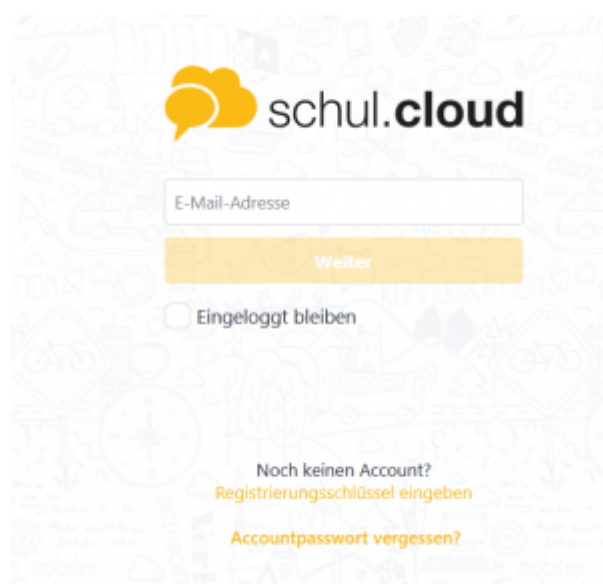 schul.cloud
E-Mail-Adresse
Weiter
Eingeloggt bleiben
Noch keinen Account?
Registrierungsschlüssel eingeben
Accountpasswort vergessen?